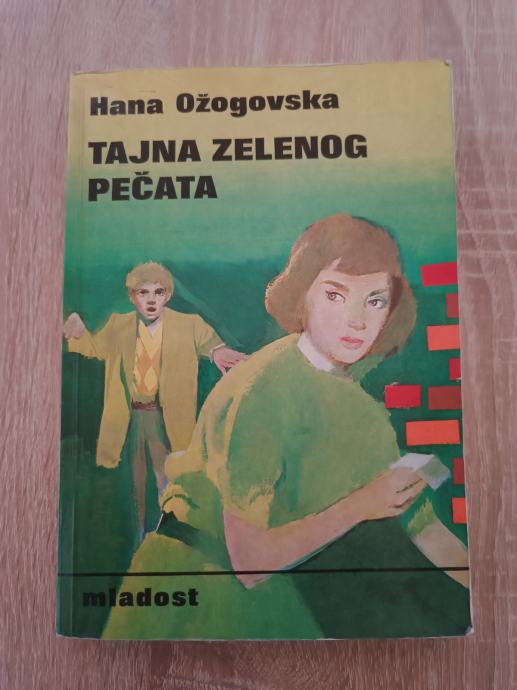 Hana Ožogovska
TAJNA ZELENOG
PEČATA
mladost